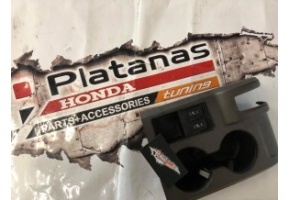 Platanas
HONDA
tuning
PARTS+ACCESSORIES